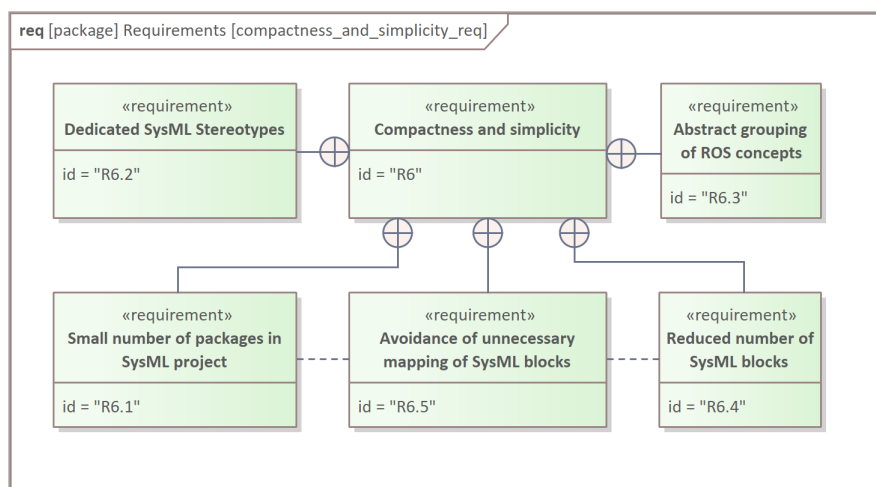 req [package] Requirements [compactness_and_simplicity_req]
«requirement»
Dedicated SysML Stereotypes
id = "R6.2"
«requirement»
Compactness and simplicity
id = "R6"
«requirement»
Abstract grouping
of ROS concepts
id = "R6.3"
«requirement»
Small number of packages in
SysML project
id = "R6.1"
«requirement»
Avoidance of unnecessary
mapping of SysML blocks
id = "R6.5"
«requirement»
Reduced number of
SysML blocks
id = "R6.4"